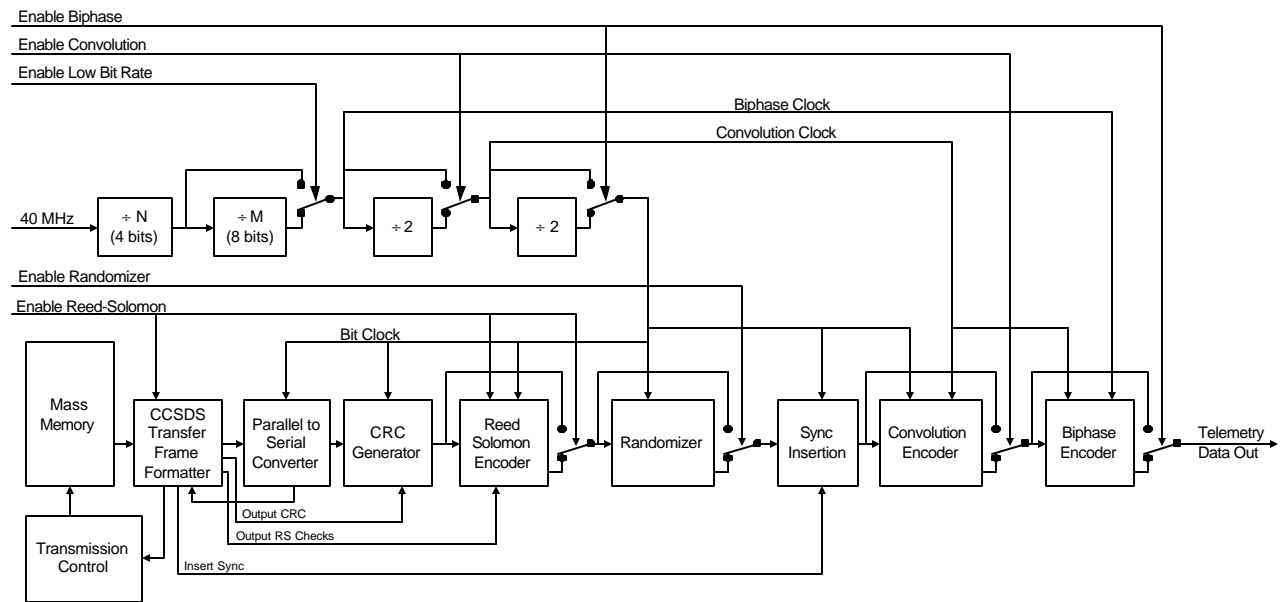 Enable Biphase
Enable Convolution
Enable Low Bit Rate
Biphase Clock
Convolution Clock
40 MHz
÷ N
(4 bits)
÷ M
(8 bits)
÷ 2
÷ 2
Enable Randomizer
Enable Reed-Solomon
Bit Clock
Mass
Memory
CCSDS
Transfer
Frame
Formatter
Parallel to
Serial
Converter
CRC
Generator
Reed
Solomon
Encoder
Randomizer
Sync
Insertion
Convolution
Encoder
Biphase
Encoder
Telemetry
Data Out
Output CRC
Output RS Checks
Insert Sync
Transmission
Control